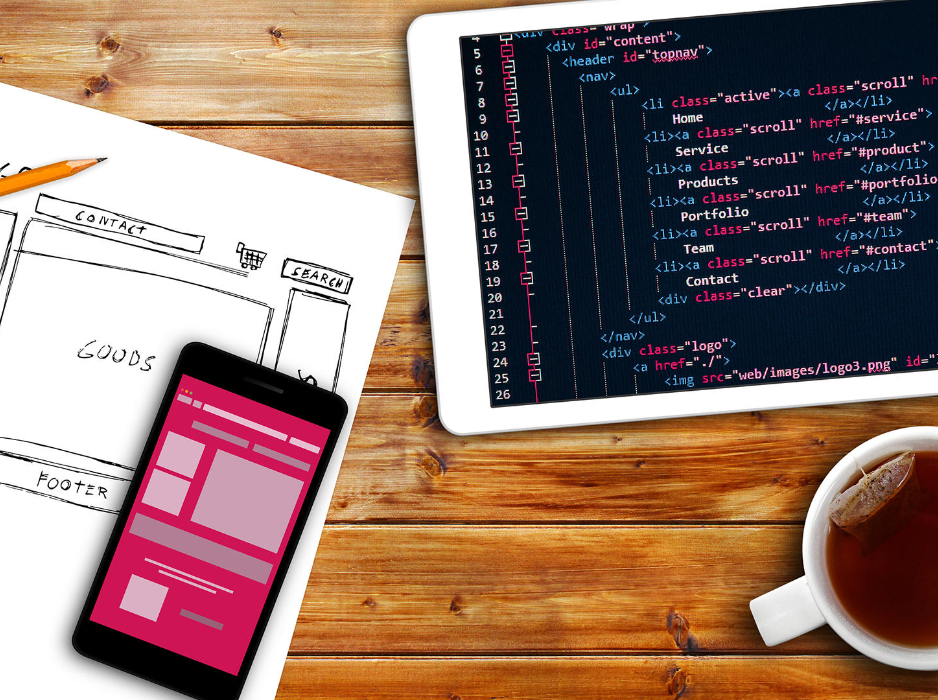 4 <div class="wrap">
5 <div id="content">
6 <header id="topnav">
7 <nav>
8 <ul>
9 <li class="active"><a class="scroll"
10 Home </a></li>
11 <li><a class="scroll" href="#service">
12 Service </a></li>
13 <li><a class="scroll" href="#product">
14 Products </a></li>
15 <li><a class="scroll" href="#portfolio
16 Portfolio </a></li>
17 <li><a class="scroll" href="#team">
18 Team </a></li>
19 <li><a class="scroll" href="#contact">
20 Contact </a></li>
21 <div class="clear"></div>
22 </ul>
23 </nav>
24 <div class="logo">
25 <a href="./">
26 <img src="web/images/logo3.png" id="
CONTACT
SEARCH
GOODS
FOOTER